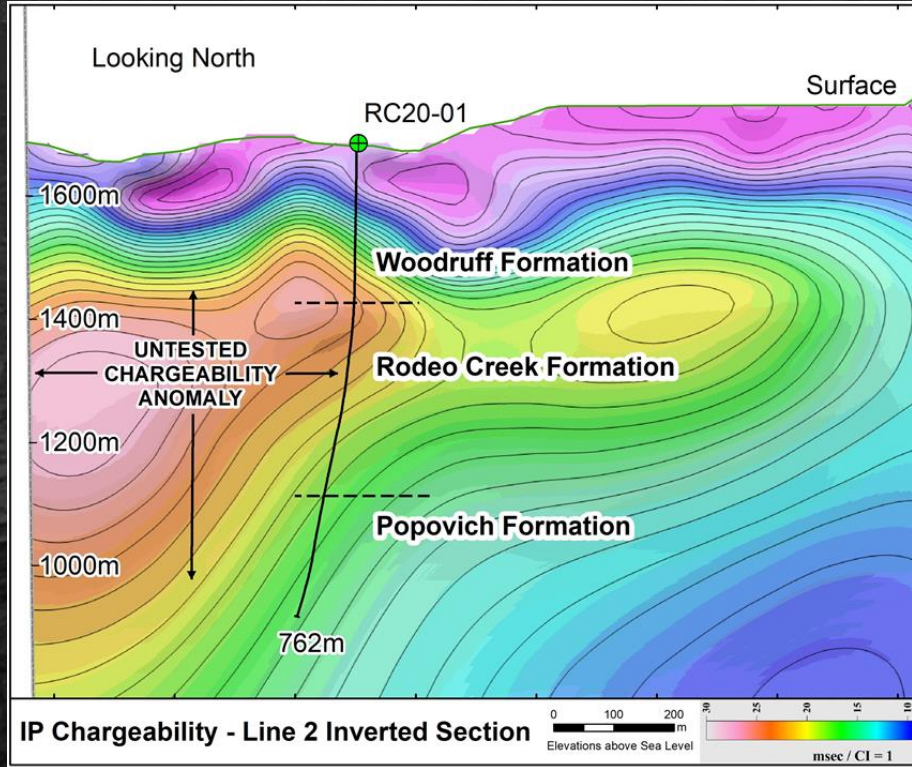 Looking North
Surface
RC20-01
1600m
Woodruff Formation
1400m
UNTESTED
CHARGEABILITY
ANOMALY
Rodeo Creek Formation
1200m
Popovich Formation
1000m
762m
IP Chargeability - Line 2 Inverted Section
0 100 200
m
Elevations above Sea Level
30 25 20 15 10
msec / CI = 1